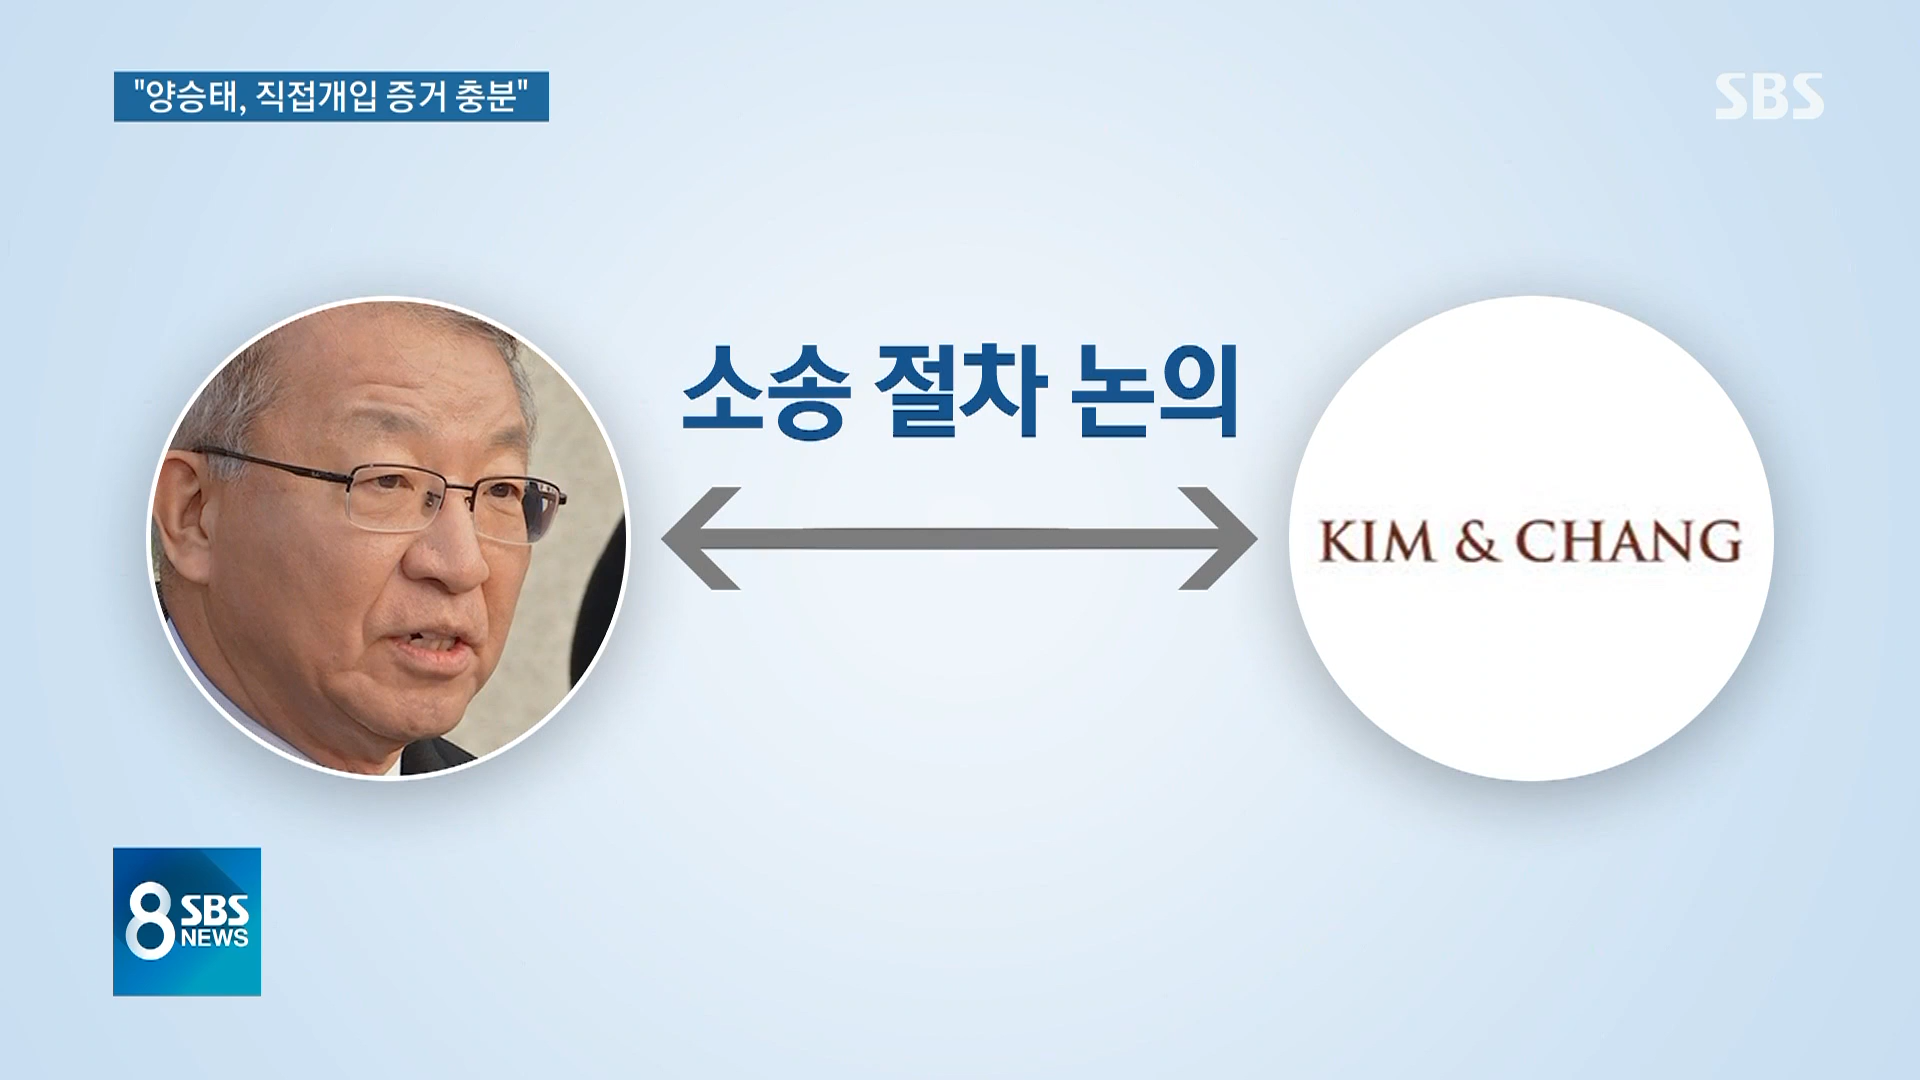 "양승태, 직접개입 증거 충분"
SBS
소송 절차 논의
KIM & CHANG
8 SBS
NEWS